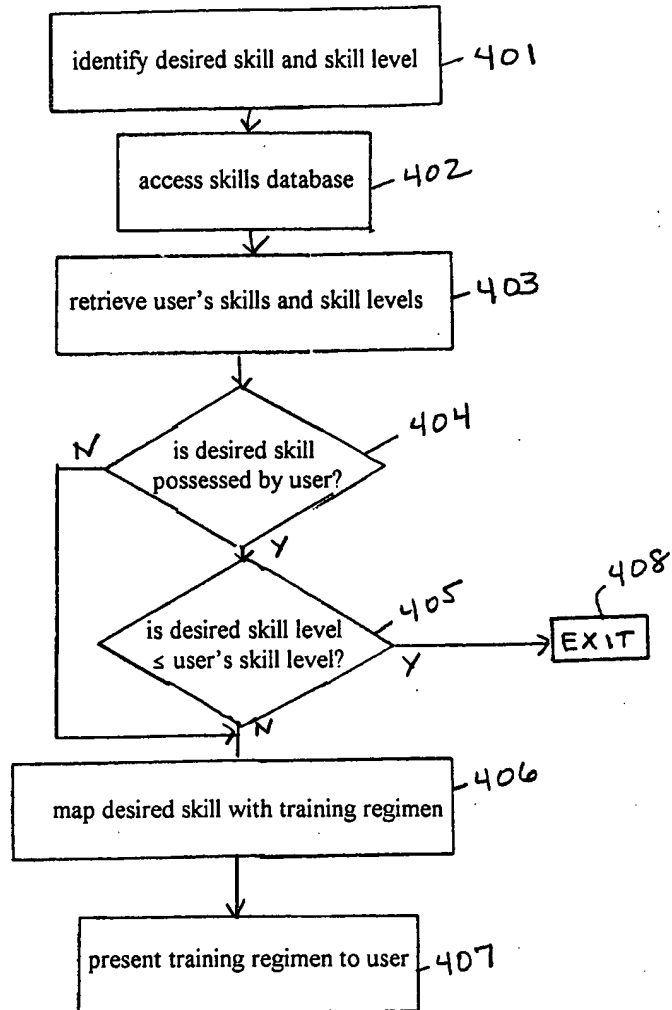 identify desired skill and skill level
401
access skills database
402
retrieve user's skills and skill levels
403
N
is desired skill
possessed by user?
404
Y
is desired skill level
≤ user's skill level?
405
Y
408
EXIT
N
map desired skill with training regimen
406
present training regimen to user
407